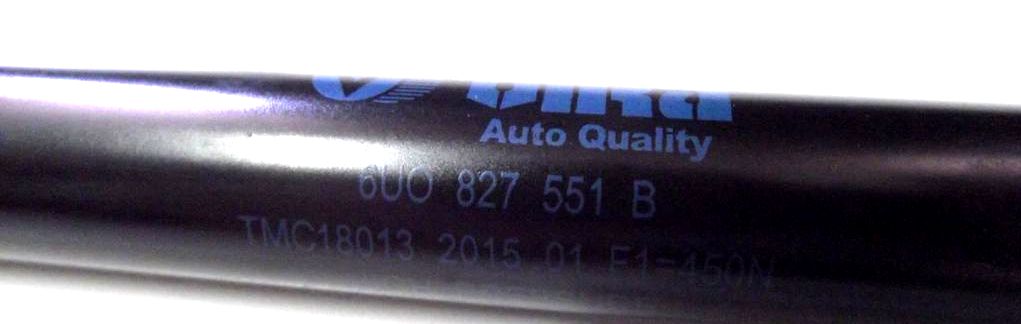 Auto Quality
6U0 827 551 B
TMC18013 2015 01 F1=450N